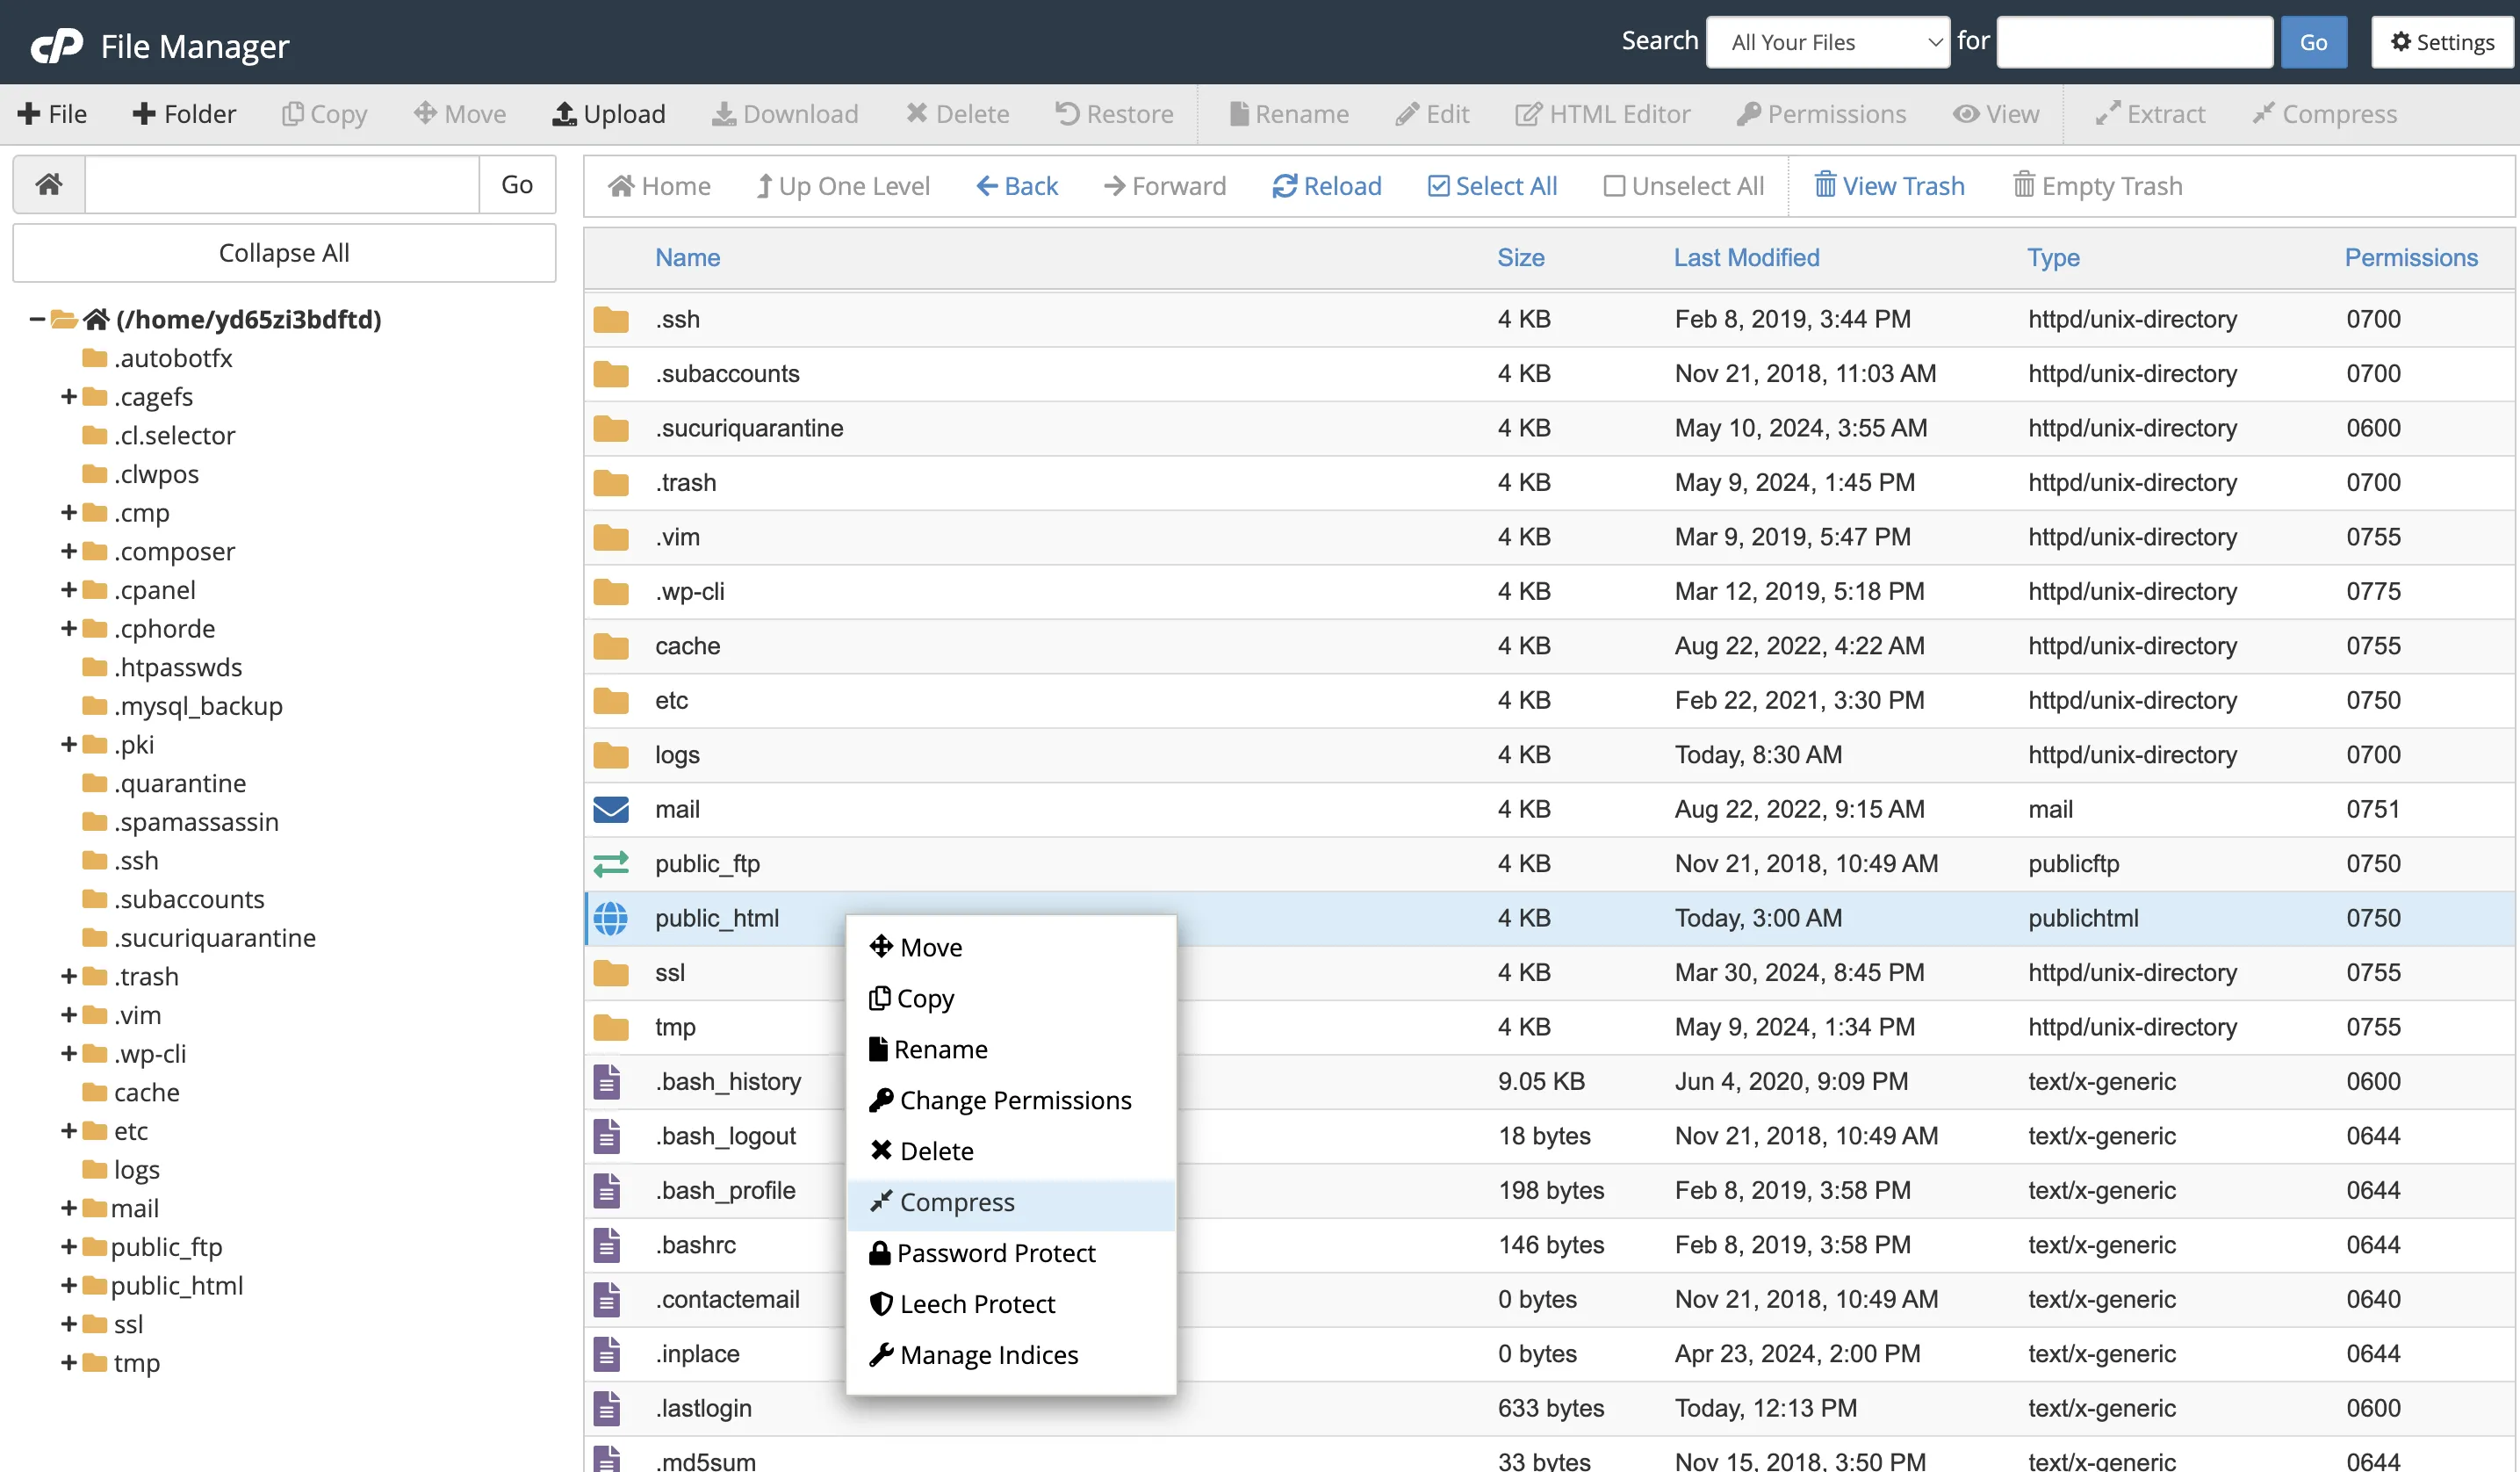 cP File Manager
Search All Your Files for Go Settings
File Folder Copy Move Upload Download Delete Restore Rename Edit HTML Editor Permissions View Extract Compress
Go
Home Up One Level Back Forward Reload Select All Unselect All View Trash Empty Trash
Collapse All
(/home/yd65zi3bdftd)
.autobotfx
.cagefs
.cl.selector
.clwpos
.cmp
.composer
.cpanel
.cphorde
.htpasswds
.mysql_backup
.pki
.quarantine
.spamassassin
.ssh
.subaccounts
.sucuriquarantine
.trash
.vim
.wp-cli
cache
etc
logs
mail
public_ftp
public_html
ssl
tmp
Name Size Last Modified Type Permissions
.ssh 4 KB Feb 8, 2019, 3:44 PM httpd/unix-directory 0700
.subaccounts 4 KB Nov 21, 2018, 11:03 AM httpd/unix-directory 0700
.sucuriquarantine 4 KB May 10, 2024, 3:55 AM httpd/unix-directory 0600
.trash 4 KB May 9, 2024, 1:45 PM httpd/unix-directory 0700
.vim 4 KB Mar 9, 2019, 5:47 PM httpd/unix-directory 0755
.wp-cli 4 KB Mar 12, 2019, 5:18 PM httpd/unix-directory 0775
cache 4 KB Aug 22, 2022, 4:22 AM httpd/unix-directory 0755
etc 4 KB Feb 22, 2021, 3:30 PM httpd/unix-directory 0750
logs 4 KB Today, 8:30 AM httpd/unix-directory 0700
mail 4 KB Aug 22, 2022, 9:15 AM mail 0751
public_ftp 4 KB Nov 21, 2018, 10:49 AM publicftp 0750
public_html 4 KB Today, 3:00 AM publichtml 0750
ssl 4 KB Mar 30, 2024, 8:45 PM httpd/unix-directory 0755
tmp 4 KB May 9, 2024, 1:34 PM httpd/unix-directory 0755
.bash_history 9.05 KB Jun 4, 2020, 9:09 PM text/x-generic 0600
.bash_logout 18 bytes Nov 21, 2018, 10:49 AM text/x-generic 0644
.bash_profile 198 bytes Feb 8, 2019, 3:58 PM text/x-generic 0644
.bashrc 146 bytes Feb 8, 2019, 3:58 PM text/x-generic 0644
.contactemail 0 bytes Nov 21, 2018, 10:49 AM text/x-generic 0640
.inplace 0 bytes Apr 23, 2024, 2:00 PM text/x-generic 0644
.lastlogin 633 bytes Today, 12:13 PM text/x-generic 0600
.md5sum 33 bytes Nov 15, 2018, 3:50 PM text/x-generic 0644
Move
Copy
Rename
Change Permissions
Delete
Compress
Password Protect
Leech Protect
Manage Indices